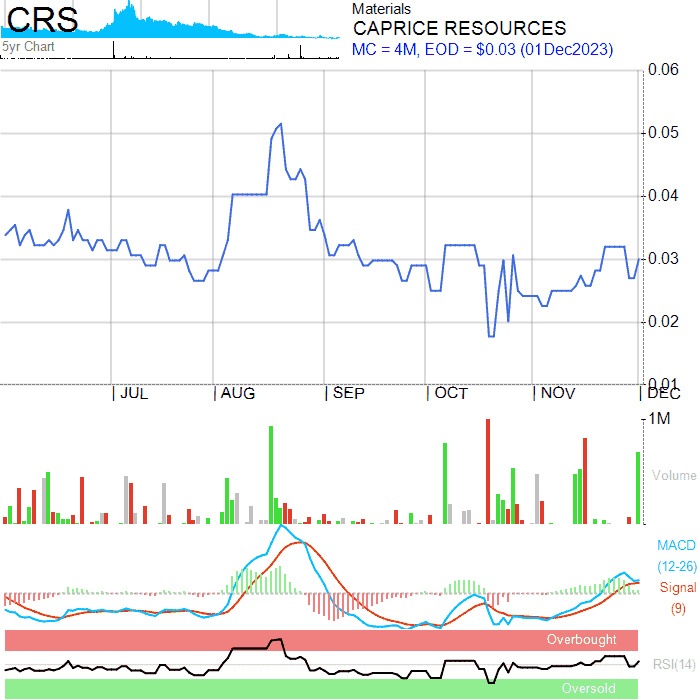 CRS
5yr Chart
Materials
CAPRICE RESOURCES
MC = 4M, EOD = $0.03 (01Dec2023)
0.06
0.05
0.04
0.03
0.02
0.01
JUL AUG SEP OCT NOV DEC
1M
Volume
MACD
(12-26)
Signal
(9)
Overbought
RSI(14)
Oversold